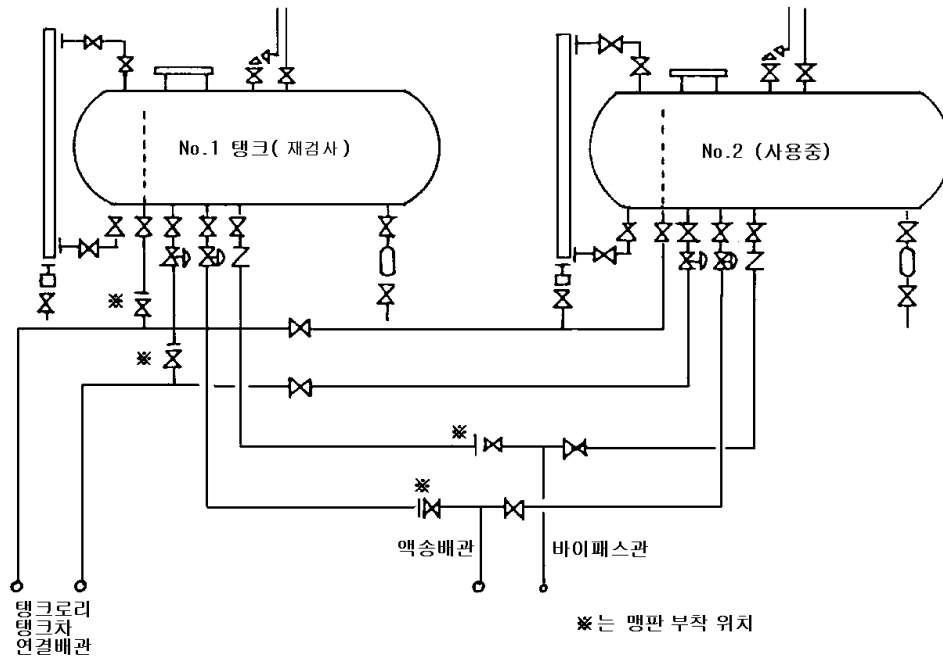 No.1 탱크( 재검사 )
No.2 (사용중)
※
※
※
※
액송배관
바이패스관
탱크로리
탱크차
연결배관
※는 맹판 부착 위치